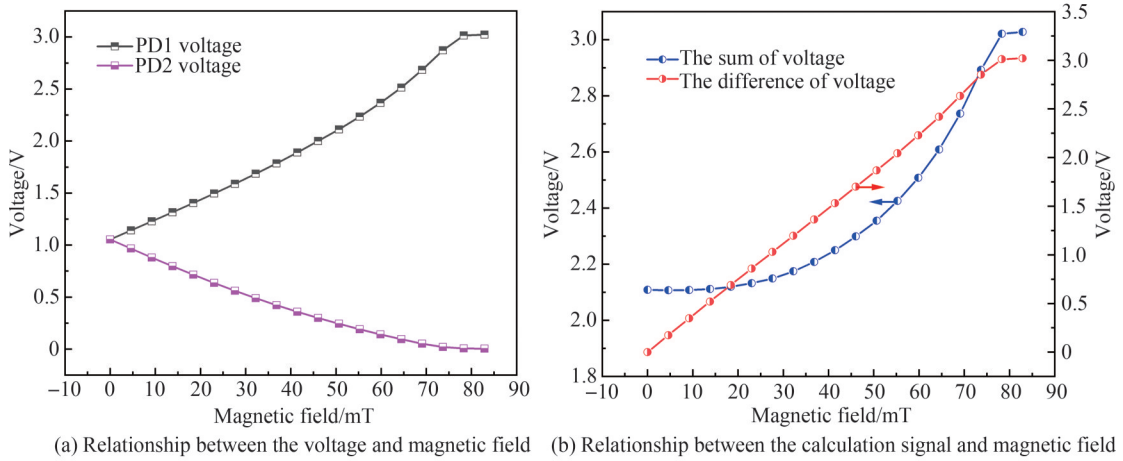 3.0
2.5
2.0
1.5
1.0
0.5
0
Voltage/V
PD1 voltage
PD2 voltage
−10 0 10 20 30 40 50 60 70 80 90
Magnetic field/mT
(a) Relationship between the voltage and magnetic field
3.0
2.8
2.6
2.4
2.2
2.0
1.8
Voltage/V
The sum of voltage
The difference of voltage
3.5
3.0
2.5
2.0
1.5
1.0
0.5
0
Voltage/V
−10 0 10 20 30 40 50 60 70 80 90
Magnetic field/mT
(b) Relationship between the calculation signal and magnetic field